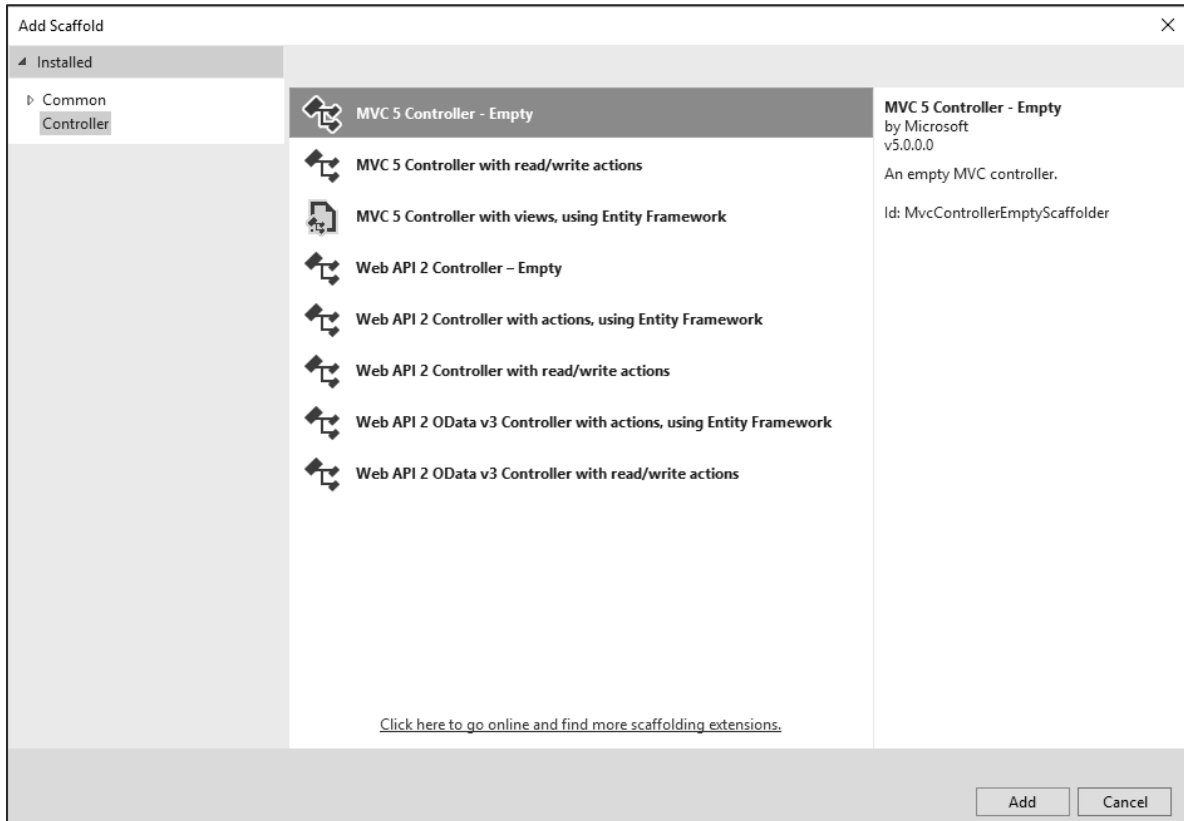 Add Scaffold
Installed
Common
Controller
MVC 5 Controller - Empty
MVC 5 Controller with read/write actions
MVC 5 Controller with views, using Entity Framework
Web API 2 Controller – Empty
Web API 2 Controller with actions, using Entity Framework
Web API 2 Controller with read/write actions
Web API 2 OData v3 Controller with actions, using Entity Framework
Web API 2 OData v3 Controller with read/write actions
Click here to go online and find more scaffolding extensions.
MVC 5 Controller - Empty
by Microsoft
v5.0.0.0
An empty MVC controller.
Id: MvcControllerEmptyScaffolder
Add
Cancel